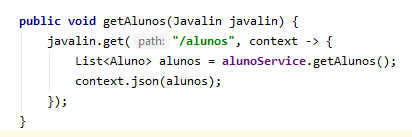 public void getAlunos(Javalin javalin) {
    javalin.get( path: "/alunos", context -> {
        List<Aluno> alunos = alunoService.getAlunos();
        context.json(alunos);
    });
}